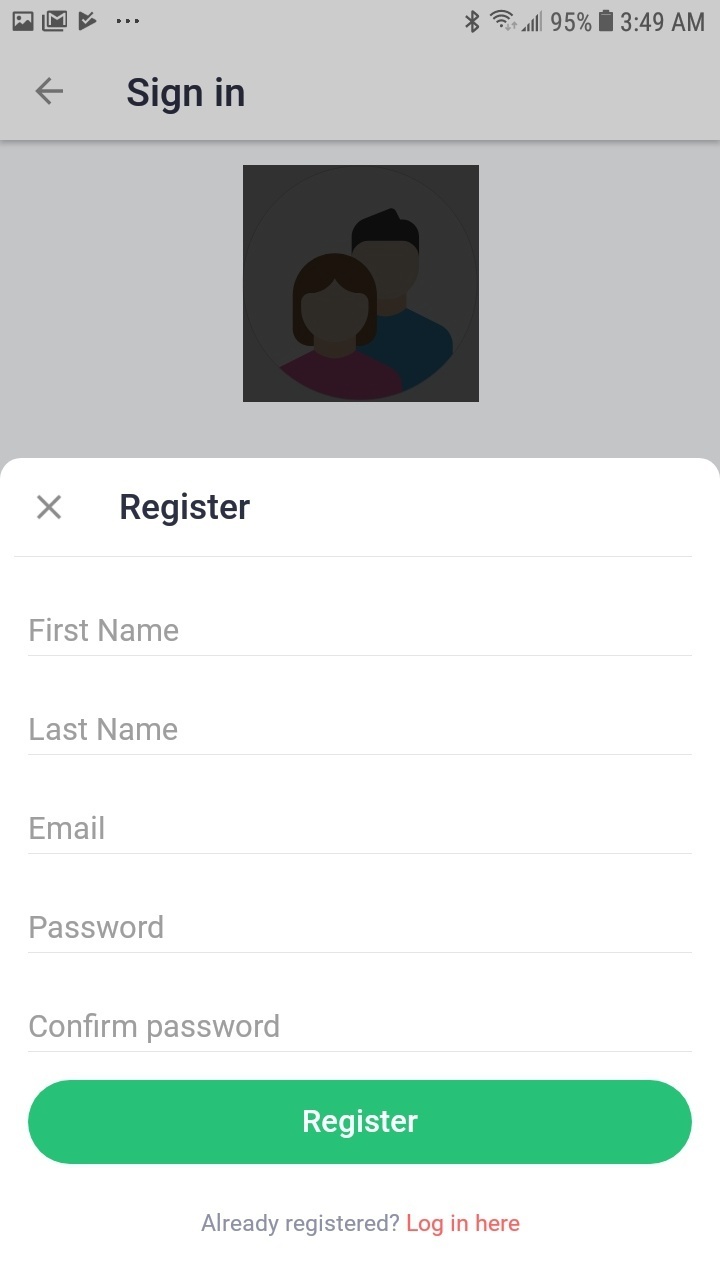 95% 3:49 AM
Sign in
Register
First Name
Last Name
Email
Password
Confirm password
Register
Already registered? Log in here